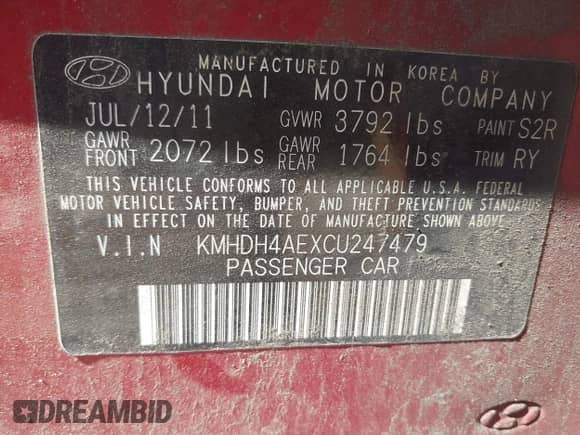 MANUFACTURED IN KOREA BY
HYUNDAI MOTOR COMPANY
JUL/12/11 GVWR 3792 lbs PAINT S2R
GAWR FRONT 2072 lbs GAWR REAR 1764 lbs TRIM RY
THIS VEHICLE CONFORMS TO ALL APPLICABLE U.S.A. FEDERAL
MOTOR VEHICLE SAFETY, BUMPER, AND THEFT PREVENTION STANDARDS
IN EFFECT ON THE DATE OF MANUFACTURE SHOWN ABOVE.
V.I.N KMHDH4AEXCU247479
PASSENGER CAR
DREAMBID